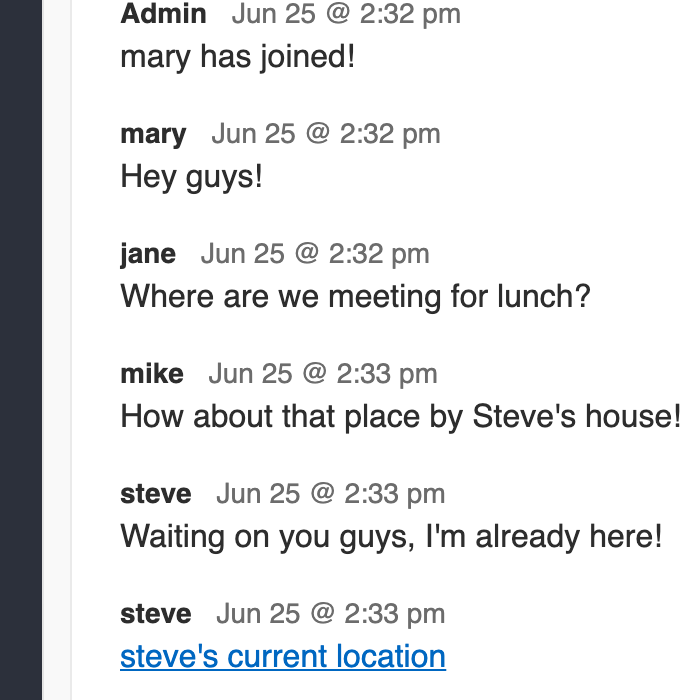 Admin Jun 25 @ 2:32 pm
mary has joined!
mary Jun 25 @ 2:32 pm
Hey guys!
jane Jun 25 @ 2:32 pm
Where are we meeting for lunch?
mike Jun 25 @ 2:33 pm
How about that place by Steve's house!
steve Jun 25 @ 2:33 pm
Waiting on you guys, I'm already here!
steve Jun 25 @ 2:33 pm
steve's current location